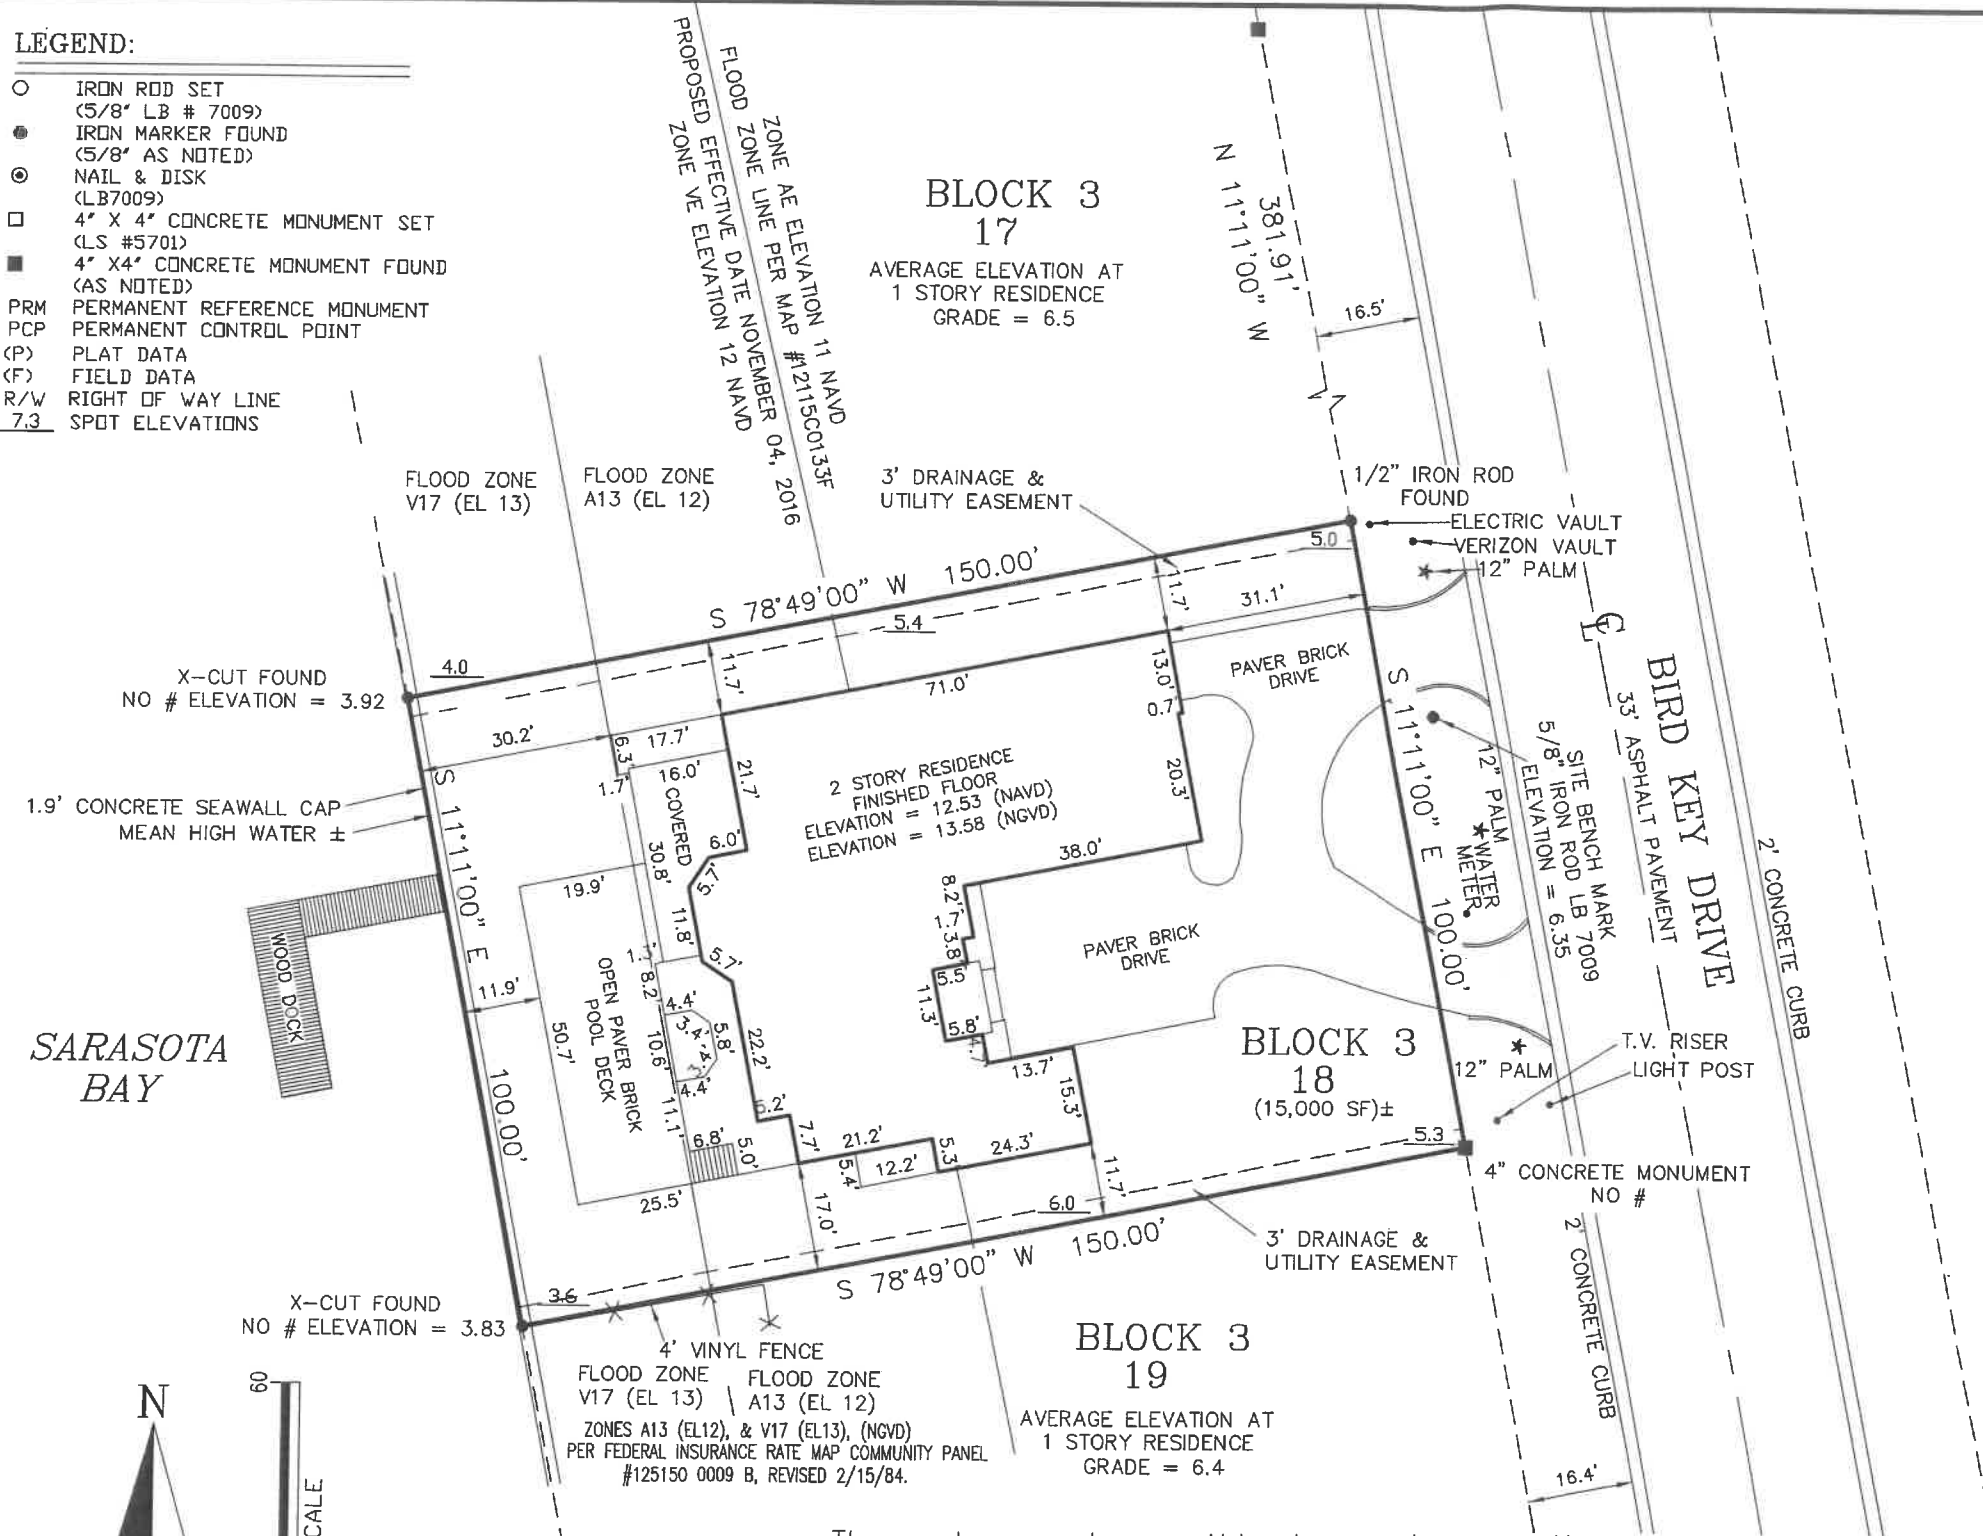 LEGEND:
IRON ROD SET
(5/8" LB # 7009)
IRON MARKER FOUND
(5/8" AS NOTED)
NAIL & DISK
(LB7009)
4" X 4" CONCRETE MONUMENT SET
(LS #5701)
4" X4" CONCRETE MONUMENT FOUND
(AS NOTED)
PRM PERMANENT REFERENCE MONUMENT
PCP PERMANENT CONTROL POINT
(P) PLAT DATA
(F) FIELD DATA
R/W RIGHT OF WAY LINE
7.3 SPOT ELEVATIONS
ZONE AE ELEVATION 11 NAVD
FLOOD ZONE LINE PER MAP #12115C0133F
PROPOSED EFFECTIVE DATE NOVEMBER 04, 2016
ZONE VE ELEVATION 12 NAVD
BLOCK 3
17
AVERAGE ELEVATION AT
1 STORY RESIDENCE
GRADE = 6.5
381.91'
N 11°11'00" W
16.5'
FLOOD ZONE
V17 (EL 13)
FLOOD ZONE
A13 (EL 12)
3' DRAINAGE &
UTILITY EASEMENT
1/2" IRON ROD
FOUND
ELECTRIC VAULT
VERIZON VAULT
12" PALM
S 78°49'00" W 150.00'
5.0
5.4
4.0
11.7'
31.1'
X-CUT FOUND
NO # ELEVATION = 3.92
11.7'
71.0'
13.0'
0.7'
PAVER BRICK
DRIVE
30.2'
6.3'
17.7'
16.0'
1.7'
21.7'
20.3'
COVERED
2 STORY RESIDENCE
FINISHED FLOOR
ELEVATION = 12.53 (NAVD)
ELEVATION = 13.58 (NGVD)
1.9' CONCRETE SEAWALL CAP
MEAN HIGH WATER ±
S 11°11'00" E 100.00'
6.0'
30.8'
5.7'
38.0'
19.9'
11.8'
5.7'
8.2'
1.7'
3.8'
5.5'
11.3'
5.8'
4.7'
13.7'
15.3'
PAVER BRICK
DRIVE
S 11°11'00" E 100.00'
12" PALM
WATER
METER
SITE BENCH MARK
5/8" IRON ROD LB 7009
ELEVATION = 6.35
℄
BIRD KEY DRIVE
33' ASPHALT PAVEMENT
2' CONCRETE CURB
WOOD DOCK
SARASOTA
BAY
11.9'
50.7'
OPEN PAVER BRICK
POOL DECK
1.3'
8.2'
4.4'
3.4'
5.8'
10.6'
4.4'
22.2'
11.1'
5.2'
6.8'
5.0'
7.7'
21.2'
5.3'
24.3'
5.4'
12.2'
25.5'
17.0'
11.7'
6.0
BLOCK 3
18
(15,000 SF)±
12" PALM
T.V. RISER
LIGHT POST
5.3
4" CONCRETE MONUMENT
NO #
S 78°49'00" W 150.00'
3' DRAINAGE &
UTILITY EASEMENT
2' CONCRETE CURB
3.6
X-CUT FOUND
NO # ELEVATION = 3.83
4' VINYL FENCE
FLOOD ZONE
V17 (EL 13)
FLOOD ZONE
A13 (EL 12)
ZONES A13 (EL12), & V17 (EL13), (NGVD)
PER FEDERAL INSURANCE RATE MAP COMMUNITY PANEL
#125150 0009 B, REVISED 2/15/84.
BLOCK 3
19
AVERAGE ELEVATION AT
1 STORY RESIDENCE
GRADE = 6.4
16.4'
N
60